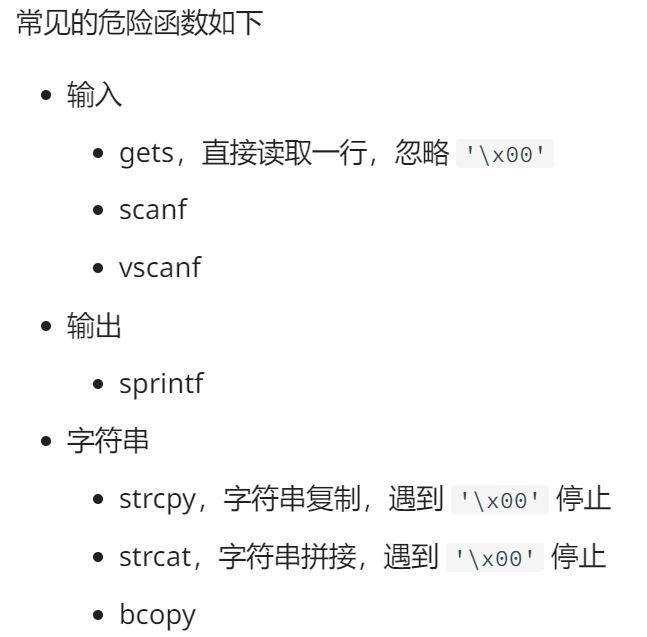 常见的危险函数如下
• 输入
• gets，直接读取一行，忽略 '\x00'
• scanf
• vscanf
• 输出
• sprintf
• 字符串
• strcpy，字符串复制，遇到 '\x00' 停止
• strcat，字符串拼接，遇到 '\x00' 停止
• bcopy